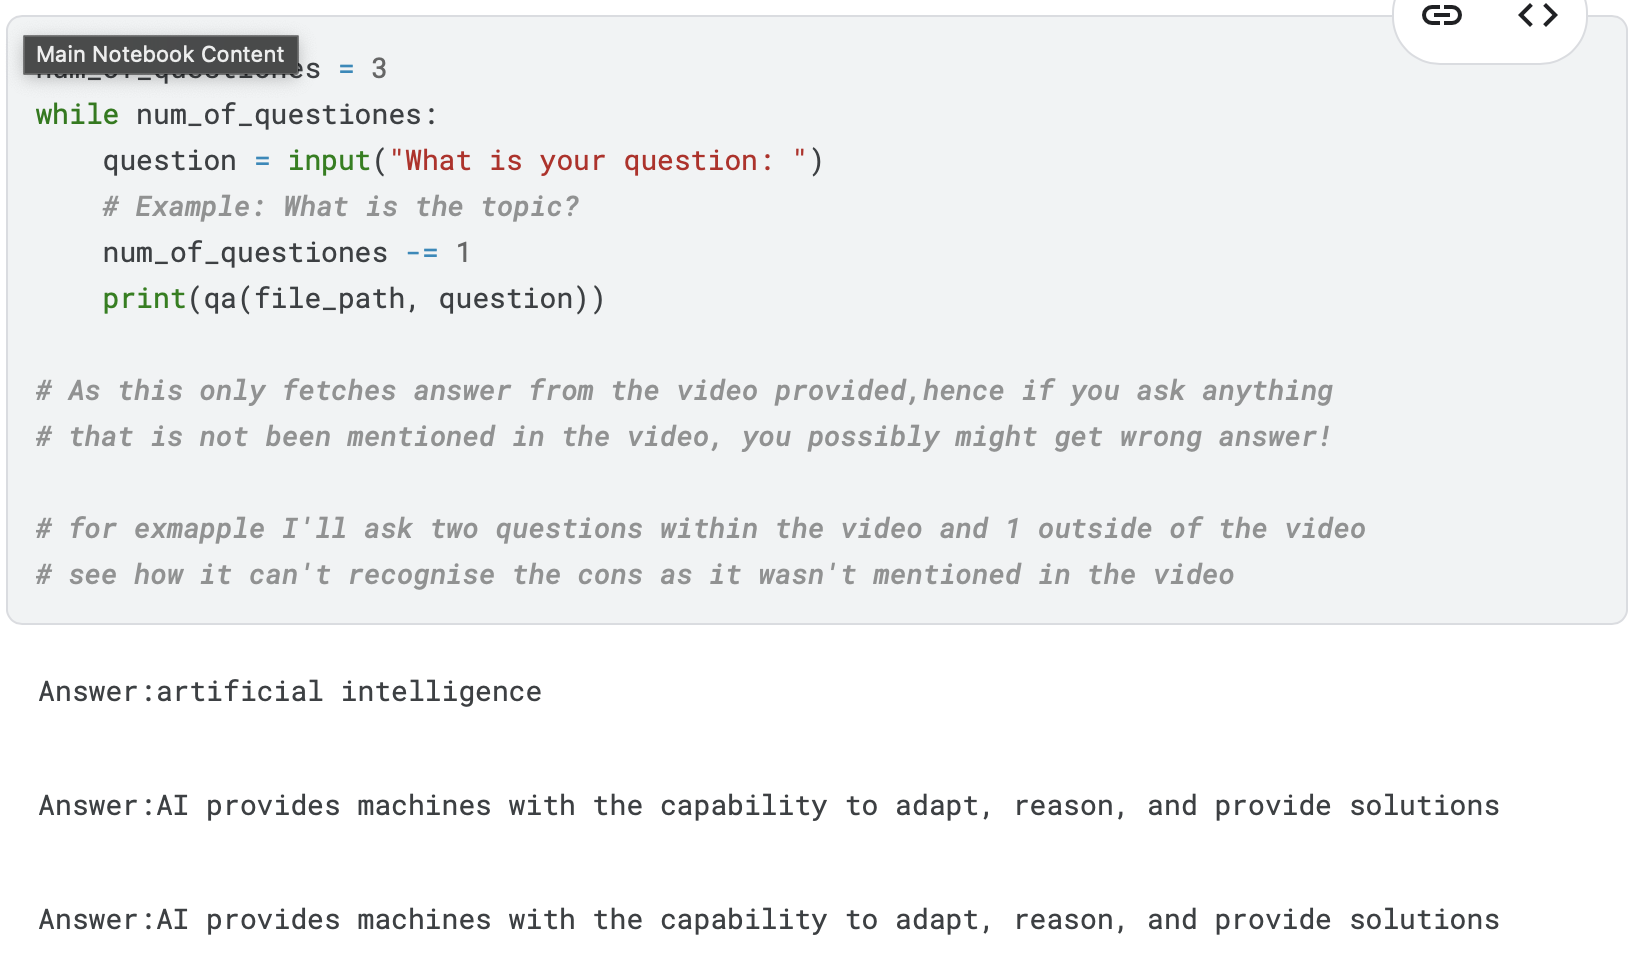 Main Notebook Content
= 3
while num_of_questiones:
question = input("What is your question: ")
# Example: What is the topic?
num_of_questiones -= 1
print(qa(file_path, question))
# As this only fetches answer from the video provided,hence if you ask anything
# that is not been mentioned in the video, you possibly might get wrong answer!
# for exmapple I'll ask two questions within the video and 1 outside of the video
# see how it can't recognise the cons as it wasn't mentioned in the video
Answer:artificial intelligence
Answer:AI provides machines with the capability to adapt, reason, and provide solutions
Answer:AI provides machines with the capability to adapt, reason, and provide solutions